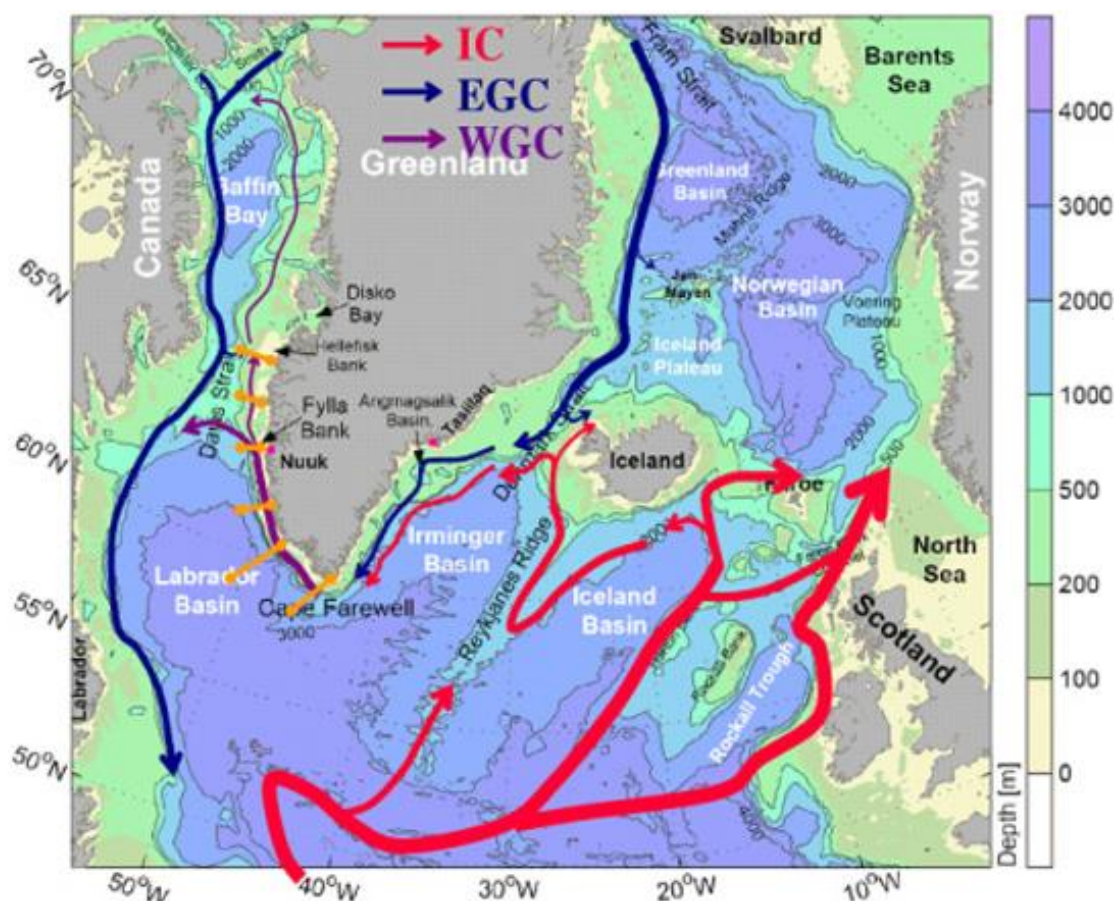 IC
EGC
WGC
Svalbard
Barents
Sea
Fram Strait
70°N
Canada
Greenland
Norway
Baffin
Bay
1000
2000
Greenland
Basin
Mohns Ridge
2000
3000
4000
3000
2000
1000
500
200
100
0
Depth [m]
65°N
Disko
Bay
Hellefisk
Bank
Jan
Mayen
Norwegian
Basin
Voering
Plateau
1000
Iceland
Plateau
Davis Strait
Angmagsalik
Basin
Tasiilaq
Fylla
Bank
Nuuk
60°N
Iceland
2000
500
North
Sea
Irminger
Basin
Reykjanes Ridge
Labrador
Basin
Cape Farewell
3000
Iceland
Basin
Scotland
55°N
Labrador
Rockall Trough
50°N
4000
50°W
40°W
30°W
20°W
10°W